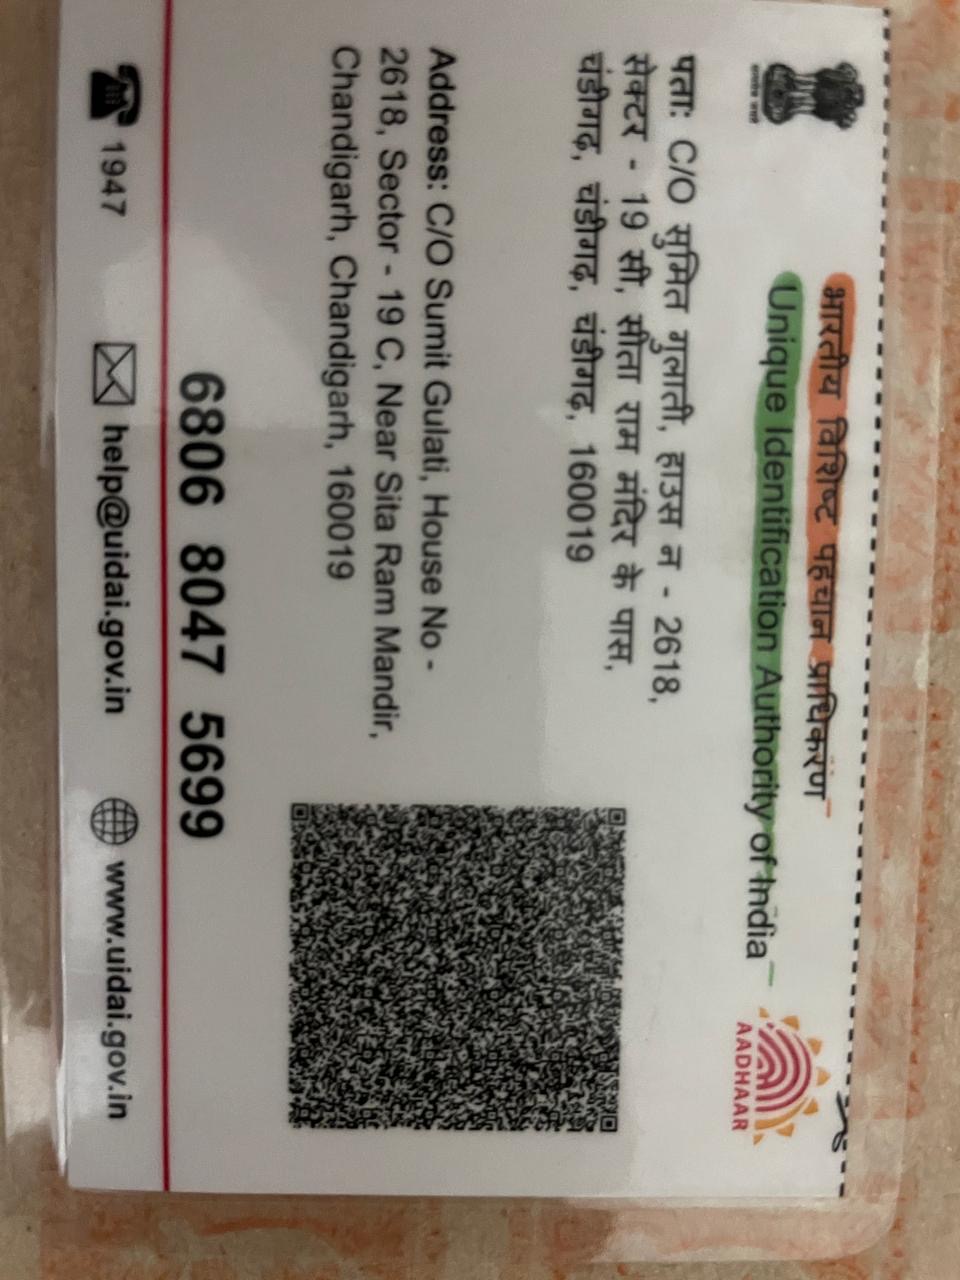 भारतीय विशिष्ट पहचान प्राधिकरण
Unique Identification Authority of India
AADHAAR
पता: C/O सुमित गुलाती, हाउस न - 2618,
सेक्टर - 19 सी, सीता राम मंदिर के पास,
चंडीगढ़, चंडीगढ़, चंडीगढ़, 160019
Address: C/O Sumit Gulati, House No -
2618, Sector - 19 C, Near Sita Ram Mandir,
Chandigarh, Chandigarh, Chandigarh, 160019
6806 8047 5699
1947 help@uidai.gov.in www.uidai.gov.in